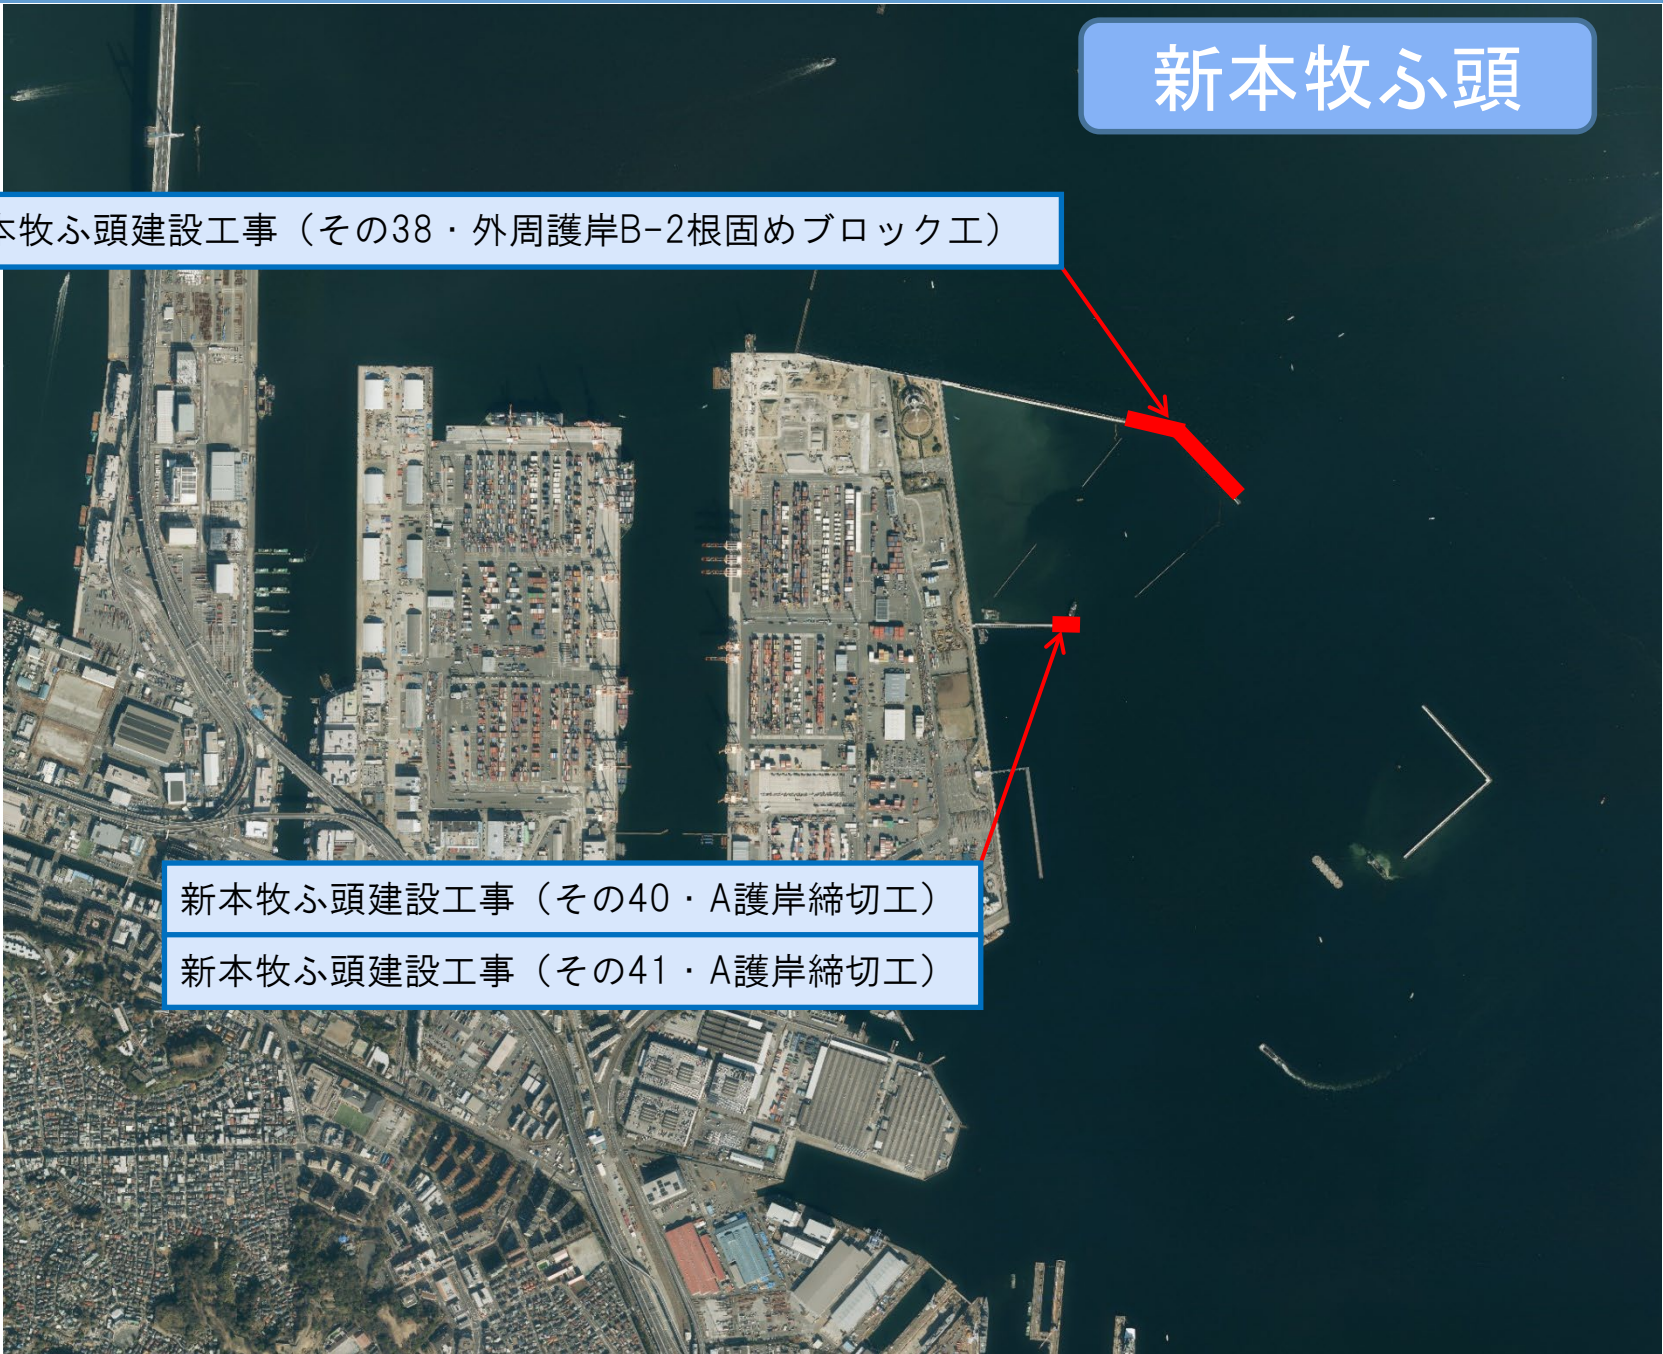 新本牧ふ頭
本牧ふ頭建設工事（その38・外周護岸B-2根固めブロック工）
新本牧ふ頭建設工事（その40・A護岸締切工）
新本牧ふ頭建設工事（その41・A護岸締切工）